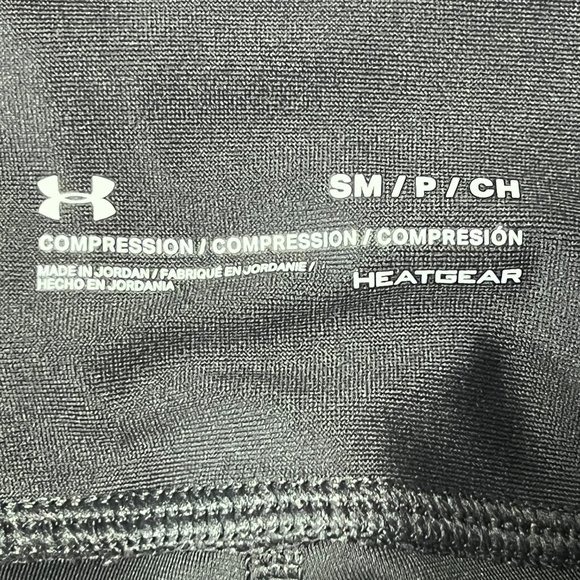 SM / P / CH
COMPRESSION / COMPRESSION / COMPRESIÓN
MADE IN JORDAN / FABRIQUÉ EN JORDANIE /
HECHO EN JORDANIA
HEATGEAR